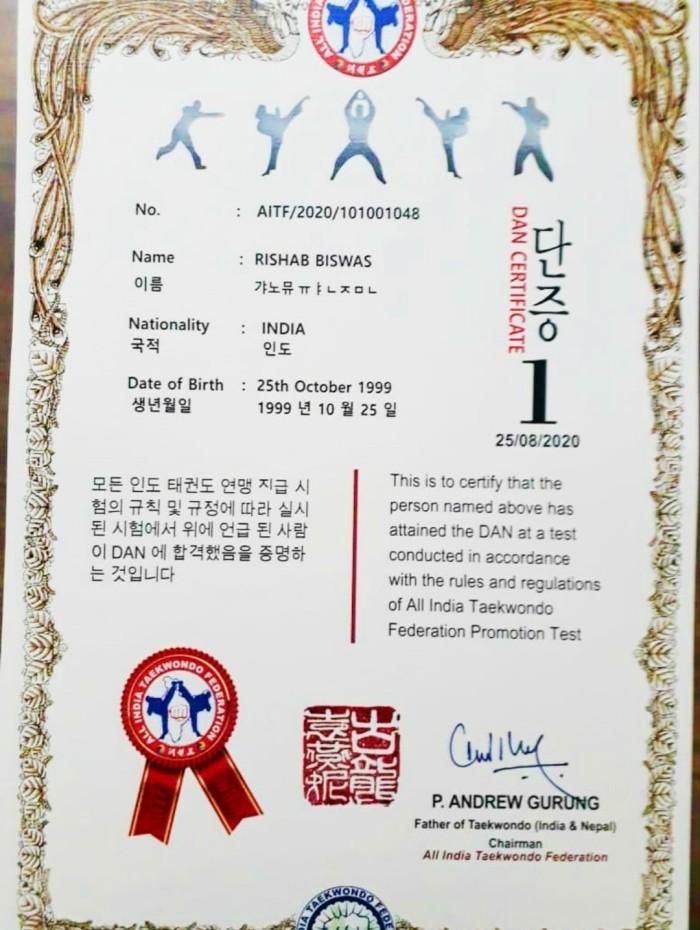 ALL INDIA FEDERATION
No. : AITF/2020/101001048
Name : RISHAB BISWAS
이름 갸노뮤 ㅠㅑㄴㅈㅁㄴ
Nationality : INDIA
국적 인도
Date of Birth : 25th October 1999
생년월일 1999 년 10 월 25 일
단증
DAN CERTIFICATE
1
25/08/2020
모든 인도 태권도 연맹 지급 시
험의 규칙 및 규정에 따라 실시
된 시험에서 위에 언급 된 사람
이 DAN 에 합격했음을 증명하
는 것입니다
This is to certify that the
person named above has
attained the DAN at a test
conducted in accordance
with the rules and regulations
of All India Taekwondo
Federation Promotion Test
ALL INDIA TAEKWONDO FEDERATION
P. ANDREW GURUNG
Father of Taekwondo (India & Nepal)
Chairman
All India Taekwondo Federation
TAEKWONDO